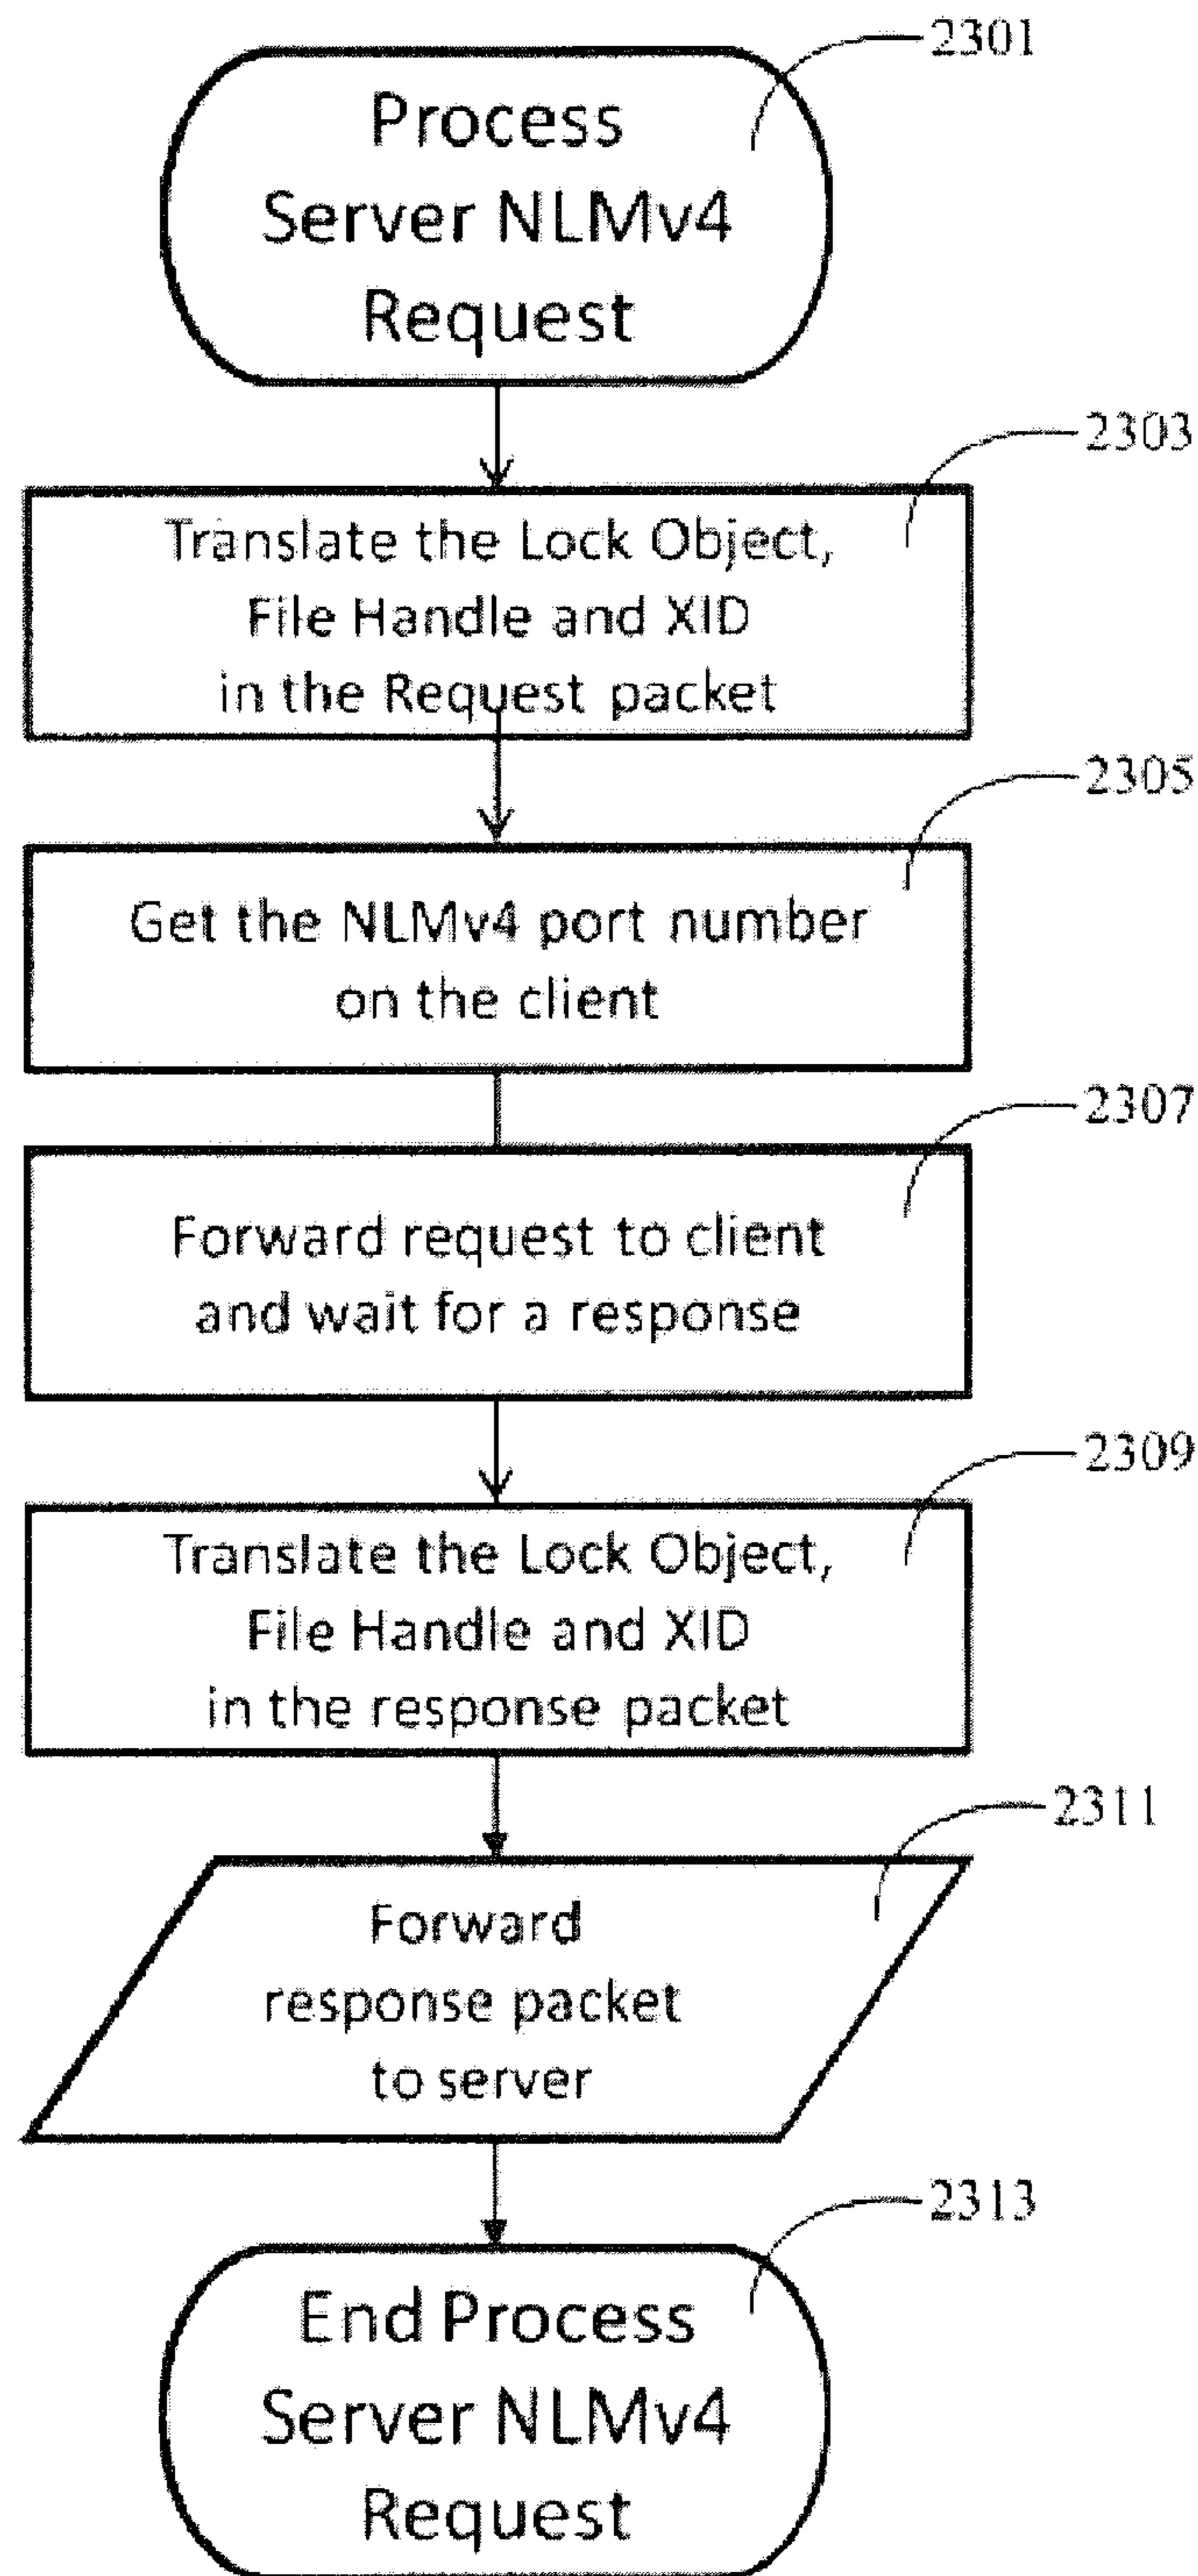 2301
Process
Server NLMv4
Request
2303
Translate the Lock Object,
File Handle and XID
in the Request packet
2305
Get the NLMv4 port number
on the client
2307
Forward request to client
and wait for a response
2309
Translate the Lock Object,
File Handle and XID
in the response packet
2311
Forward
response packet
to server
2313
End Process
Server NLMv4
Request